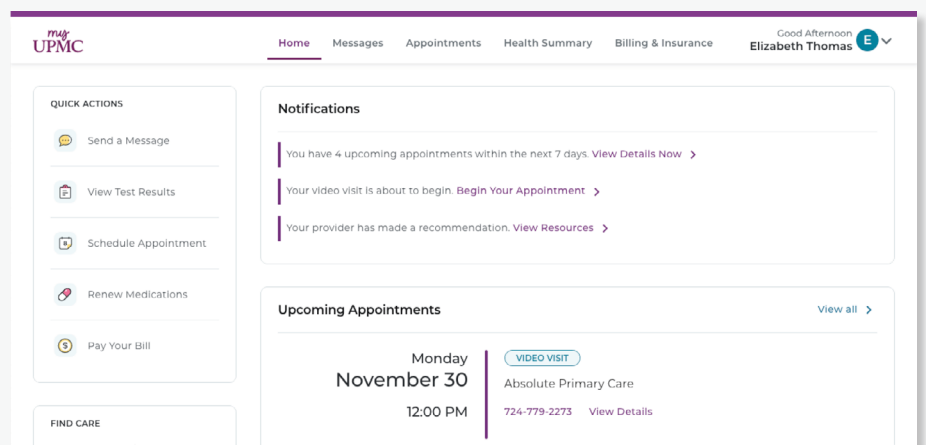 my
UPMC
Home Messages Appointments Health Summary Billing & Insurance
Good Afternoon
Elizabeth Thomas E
QUICK ACTIONS
Send a Message
View Test Results
Schedule Appointment
Renew Medications
Pay Your Bill
FIND CARE
Notifications
You have 4 upcoming appointments within the next 7 days. View Details Now
Your video visit is about to begin. Begin Your Appointment
Your provider has made a recommendation. View Resources
Upcoming Appointments View all
Monday
November 30
12:00 PM
VIDEO VISIT
Absolute Primary Care
724-779-2273 View Details